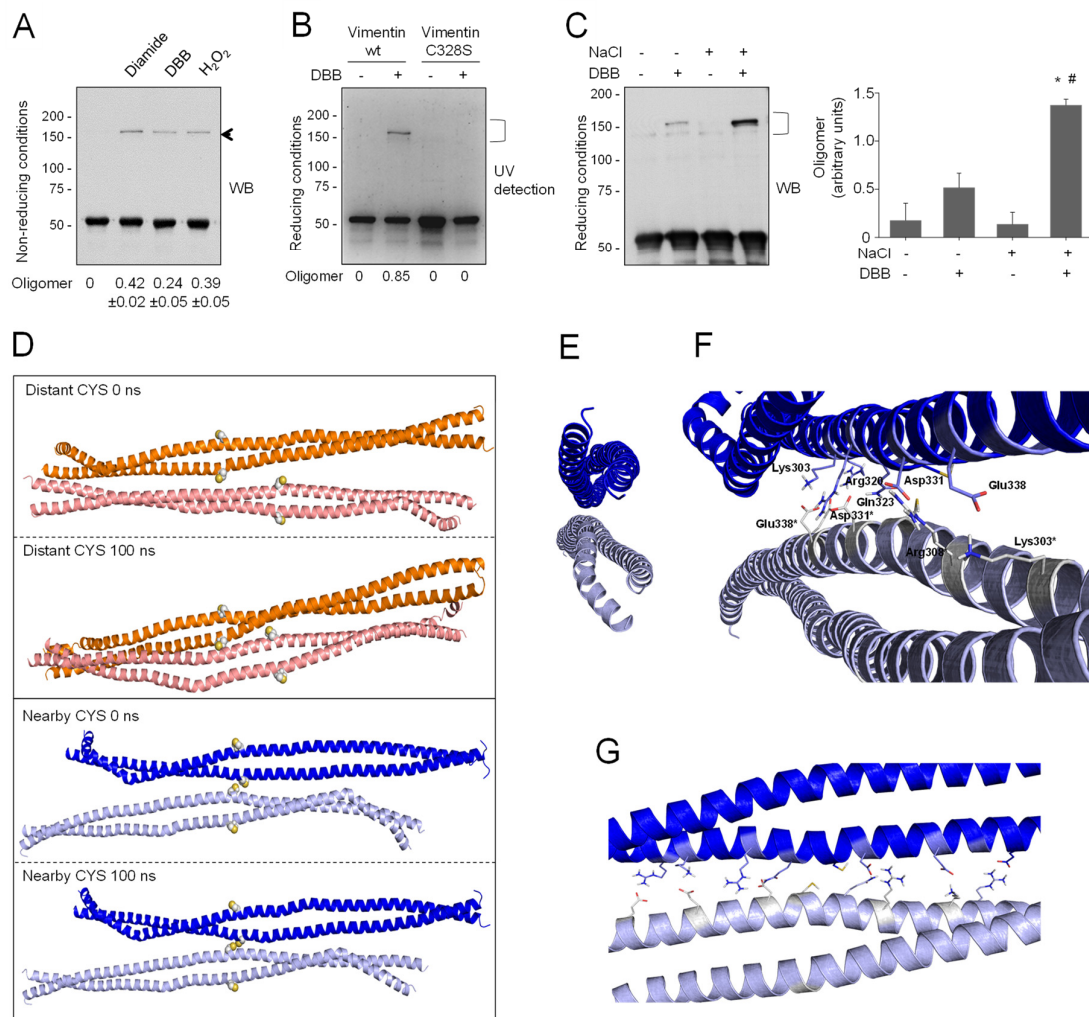 A
Diamide
DBB
H2O2
Non-reducing conditions
200 -
150 -
100 -
75 -
50 -
WB
Oligomer 0 0.42 0.24 0.39
±0.02 ±0.05 ±0.05
B
Vimentin Vimentin
wt C328S
DBB - + - +
Reducing conditions
200 -
150 -
100 -
75 -
50 -
UV
detection
Oligomer 0 0.85 0 0
C
NaCl - - + +
DBB - + - +
Reducing conditions
200 -
150 -
100 -
75 -
50 -
WB
Oligomer
(arbitrary units)
1.5
1.0
0.5
0
* #
NaCl - - + +
DBB - + - +
D
Distant CYS 0 ns
Distant CYS 100 ns
Nearby CYS 0 ns
Nearby CYS 100 ns
E
F
Lys303
Arg320
Asp331
Glu338
Gln323
Asp331*
Glu338*
Arg308
Lys303*
G